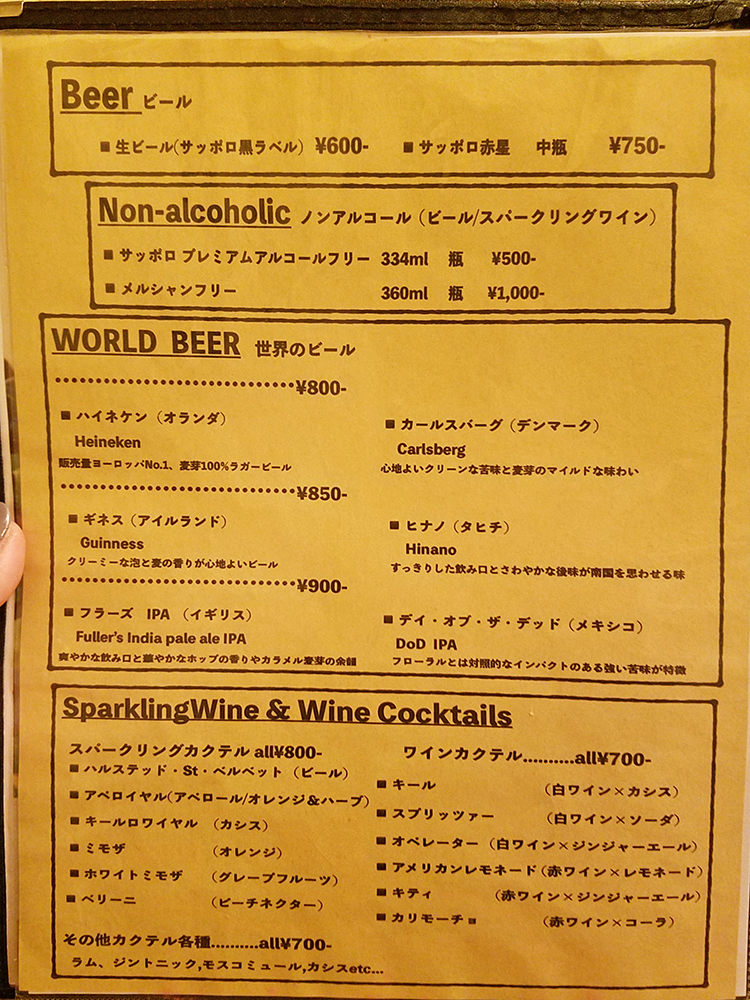 Beer ビール
■ 生ビール(サッポロ黒ラベル) ¥600- ■ サッポロ赤星 中瓶 ¥750-
Non-alcoholic ノンアルコール（ビール/スパークリングワイン）
■ サッポロ プレミアムアルコールフリー 334ml 瓶 ¥500-
■ メルシャンフリー 360ml 瓶 ¥1,000-
WORLD BEER 世界のビール
••••••••••••••••••••••••••••••¥800-
■ ハイネケン（オランダ）
Heineken
販売量ヨーロッパNo.1、麦芽100%ラガービール
■ カールスバーグ（デンマーク）
Carlsberg
心地よいクリーンな苦味と麦芽のマイルドな味わい
••••••••••••••••••••••••••••••¥850-
■ ギネス（アイルランド）
Guinness
クリーミーな泡と麦の香りが心地よいビール
■ ヒナノ（タヒチ）
Hinano
すっきりした飲み口とさわやかな後味が南国を思わせる味
••••••••••••••••••••••••••••••¥900-
■ フラーズ IPA （イギリス）
Fuller's India pale ale IPA
爽やかな飲み口と華やかなホップの香りやカラメル麦芽の余韻
■ デイ・オブ・ザ・デッド（メキシコ）
DoD IPA
フローラルとは対照的なインパクトのある強い苦味が特徴
SparklingWine & Wine Cocktails
スパークリングカクテル all¥800-
■ ハルステッド・St・ベルベット （ビール）
■ アペロイヤル(アペロール/オレンジ＆ハーブ)
■ キールロワイヤル （カシス）
■ ミモザ （オレンジ）
■ ホワイトミモザ （グレープフルーツ）
■ ベリーニ （ピーチネクター）
その他カクテル各種..........all¥700-
ラム、ジントニック,モスコミュール,カシスetc...
ワインカクテル..........all¥700-
■ キール （白ワイン×カシス）
■ スプリッツァー （白ワイン×ソーダ）
■ オペレーター （白ワイン×ジンジャーエール）
■ アメリカンレモネード（赤ワイン×レモネード）
■ キティ （赤ワイン×ジンジャーエール）
■ カリモーチョ （赤ワイン×コーラ）